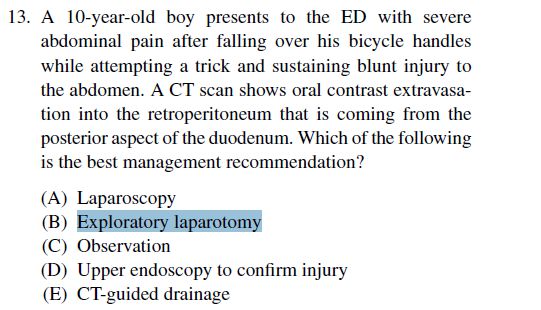 13. A 10-year-old boy presents to the ED with severe
abdominal pain after falling over his bicycle handles
while attempting a trick and sustaining blunt injury to
the abdomen. A CT scan shows oral contrast extravasa-
tion into the retroperitoneum that is coming from the
posterior aspect of the duodenum. Which of the following
is the best management recommendation?
(A) Laparoscopy
(B) Exploratory laparotomy
(C) Observation
(D) Upper endoscopy to confirm injury
(E) CT-guided drainage